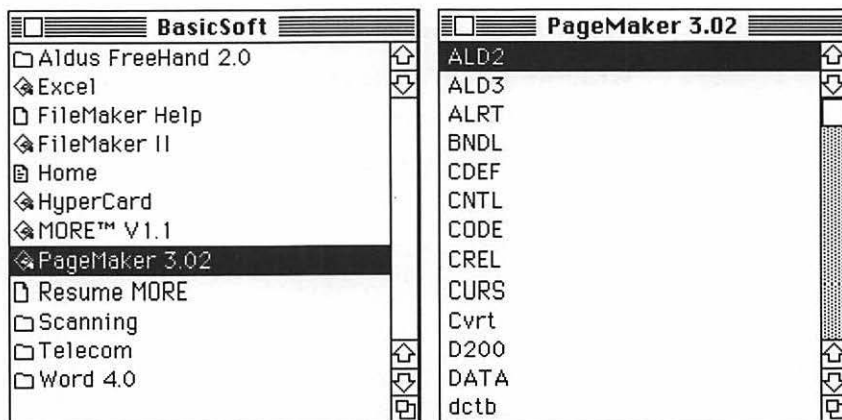 BasicSoft
Aldus FreeHand 2.0
Excel
FileMaker Help
FileMaker II
Home
HyperCard
MORE™ V1.1
PageMaker 3.02
Resume MORE
Scanning
Telecom
Word 4.0
PageMaker 3.02
ALD2
ALD3
ALRT
BNDL
CDEF
CNTL
CODE
CREL
CURS
Cvrt
D200
DATA
dctb